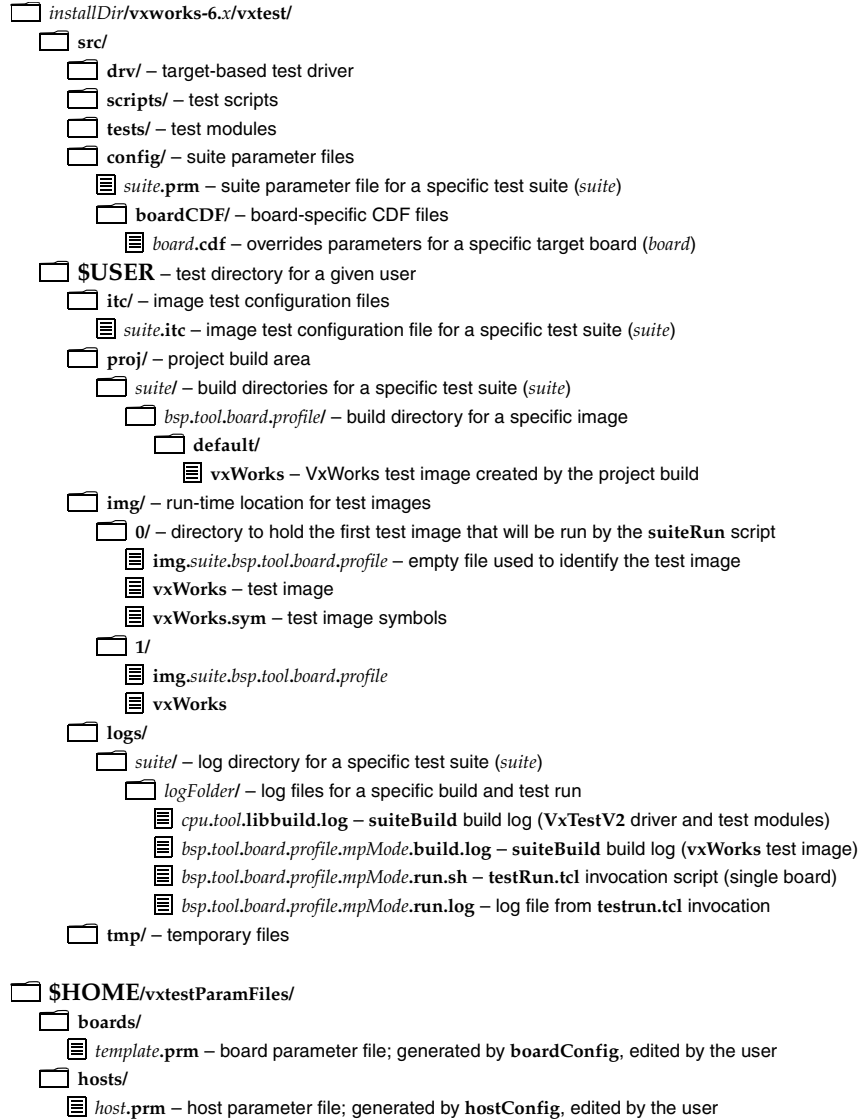 installDir/vxworks-6.x/vxtest/
src/
drv/ – target-based test driver
scripts/ – test scripts
tests/ – test modules
config/ – suite parameter files
suite.prm – suite parameter file for a specific test suite (suite)
boardCDF/ – board-specific CDF files
board.cdf – overrides parameters for a specific target board (board)
$USER – test directory for a given user
itc/ – image test configuration files
suite.itc – image test configuration file for a specific test suite (suite)
proj/ – project build area
suite/ – build directories for a specific test suite (suite)
bsp.tool.board.profile/ – build directory for a specific image
default/
vxWorks – VxWorks test image created by the project build
img/ – run-time location for test images
0/ – directory to hold the first test image that will be run by the suiteRun script
img.suite.bsp.tool.board.profile – empty file used to identify the test image
vxWorks – test image
vxWorks.sym – test image symbols
1/
img.suite.bsp.tool.board.profile
vxWorks
logs/
suite/ – log directory for a specific test suite (suite)
logFolder/ – log files for a specific build and test run
cpu.tool.libbuild.log – suiteBuild build log (VxTestV2 driver and test modules)
bsp.tool.board.profile.mpMode.build.log – suiteBuild build log (vxWorks test image)
bsp.tool.board.profile.mpMode.run.sh – testRun.tcl invocation script (single board)
bsp.tool.board.profile.mpMode.run.log – log file from testrun.tcl invocation
tmp/ – temporary files
$HOME/vxtestParamFiles/
boards/
template.prm – board parameter file; generated by boardConfig, edited by the user
hosts/
host.prm – host parameter file; generated by hostConfig, edited by the user